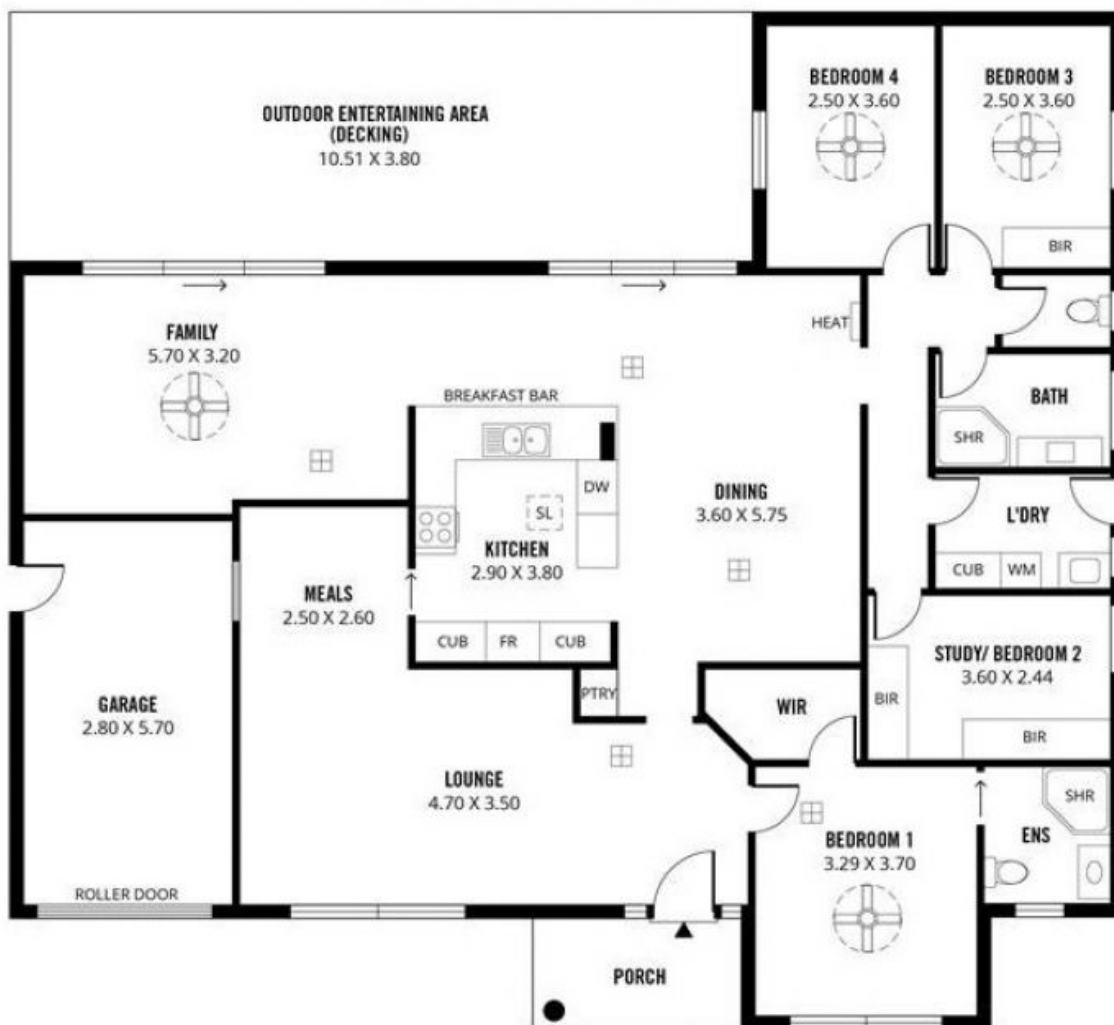 BEDROOM 4
2.50 X 3.60
BEDROOM 3
2.50 X 3.60
OUTDOOR ENTERTAINING AREA
(DECKING)
10.51 X 3.80
BIR
FAMILY
5.70 X 3.20
HEAT
BREAKFAST BAR
BATH
SHR
DW
SL
KITCHEN
2.90 X 3.80
DINING
3.60 X 5.75
L'DRY
CUB
WM
MEALS
2.50 X 2.60
CUB
FR
CUB
STUDY/ BEDROOM 2
3.60 X 2.44
BIR
BIR
GARAGE
2.80 X 5.70
PTRY
WIR
LOUNGE
4.70 X 3.50
SHR
ENS
BEDROOM 1
3.29 X 3.70
ROLLER DOOR
PORCH